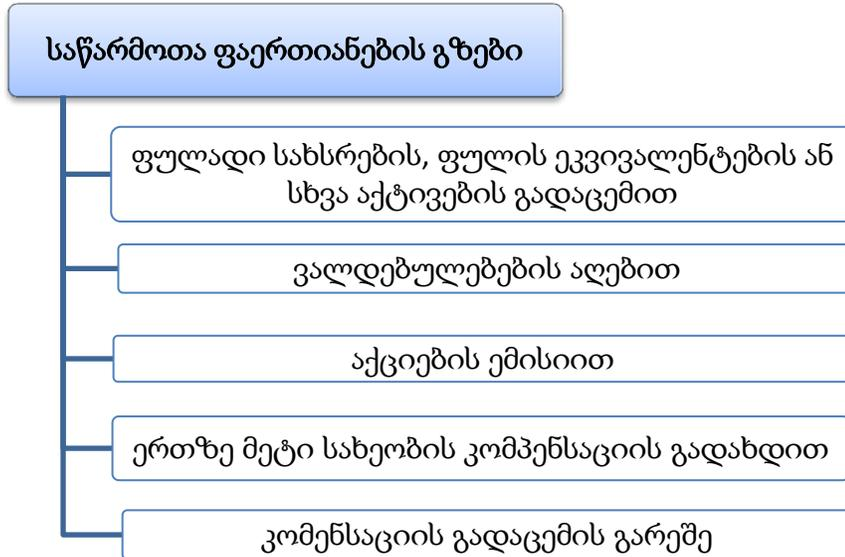 საწარმოთა ფაერთიანების გზები
ფულადი სახსრების, ფულის ეკვივალენტების ან
სხვა აქტივების გადაცემით
ვალდებულებების აღებით
აქციების ემისიით
ერთზე მეტი სახეობის კომპენსაციის გადახდით
კომენსაციის გადაცემის გარეშე